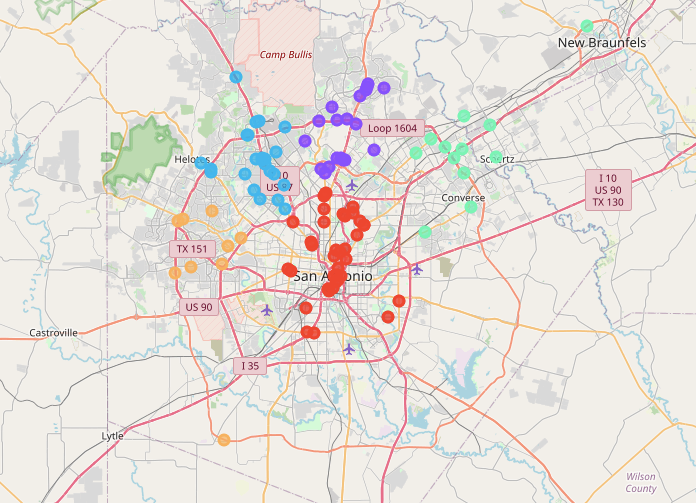 New Braunfels
Camp Bullis
Loop 1604
Helotes
Schertz
10
US 87
I 10
US 90
TX 130
Converse
TX 151
San Antonio
US 90
Castroville
I 35
Lytle
Wilson
County